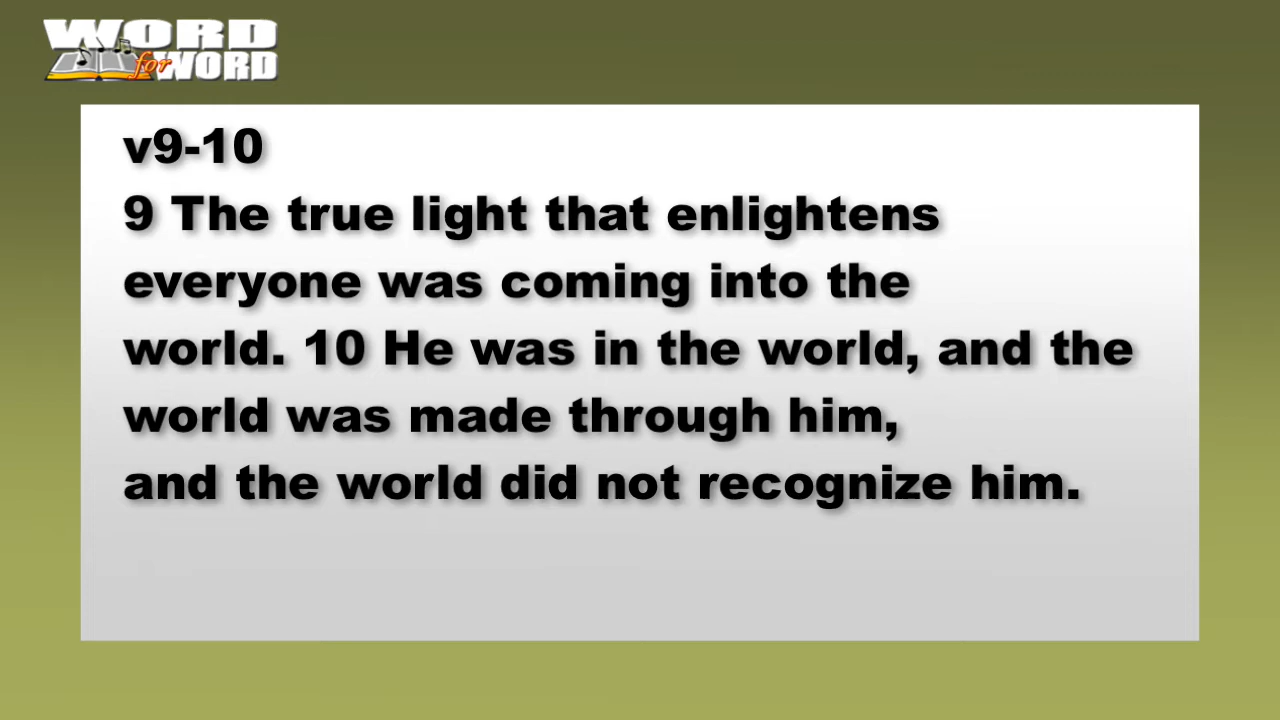 WORD
for WORD
v9-10
9 The true light that enlightens
everyone was coming into the
world. 10 He was in the world, and the
world was made through him,
and the world did not recognize him.